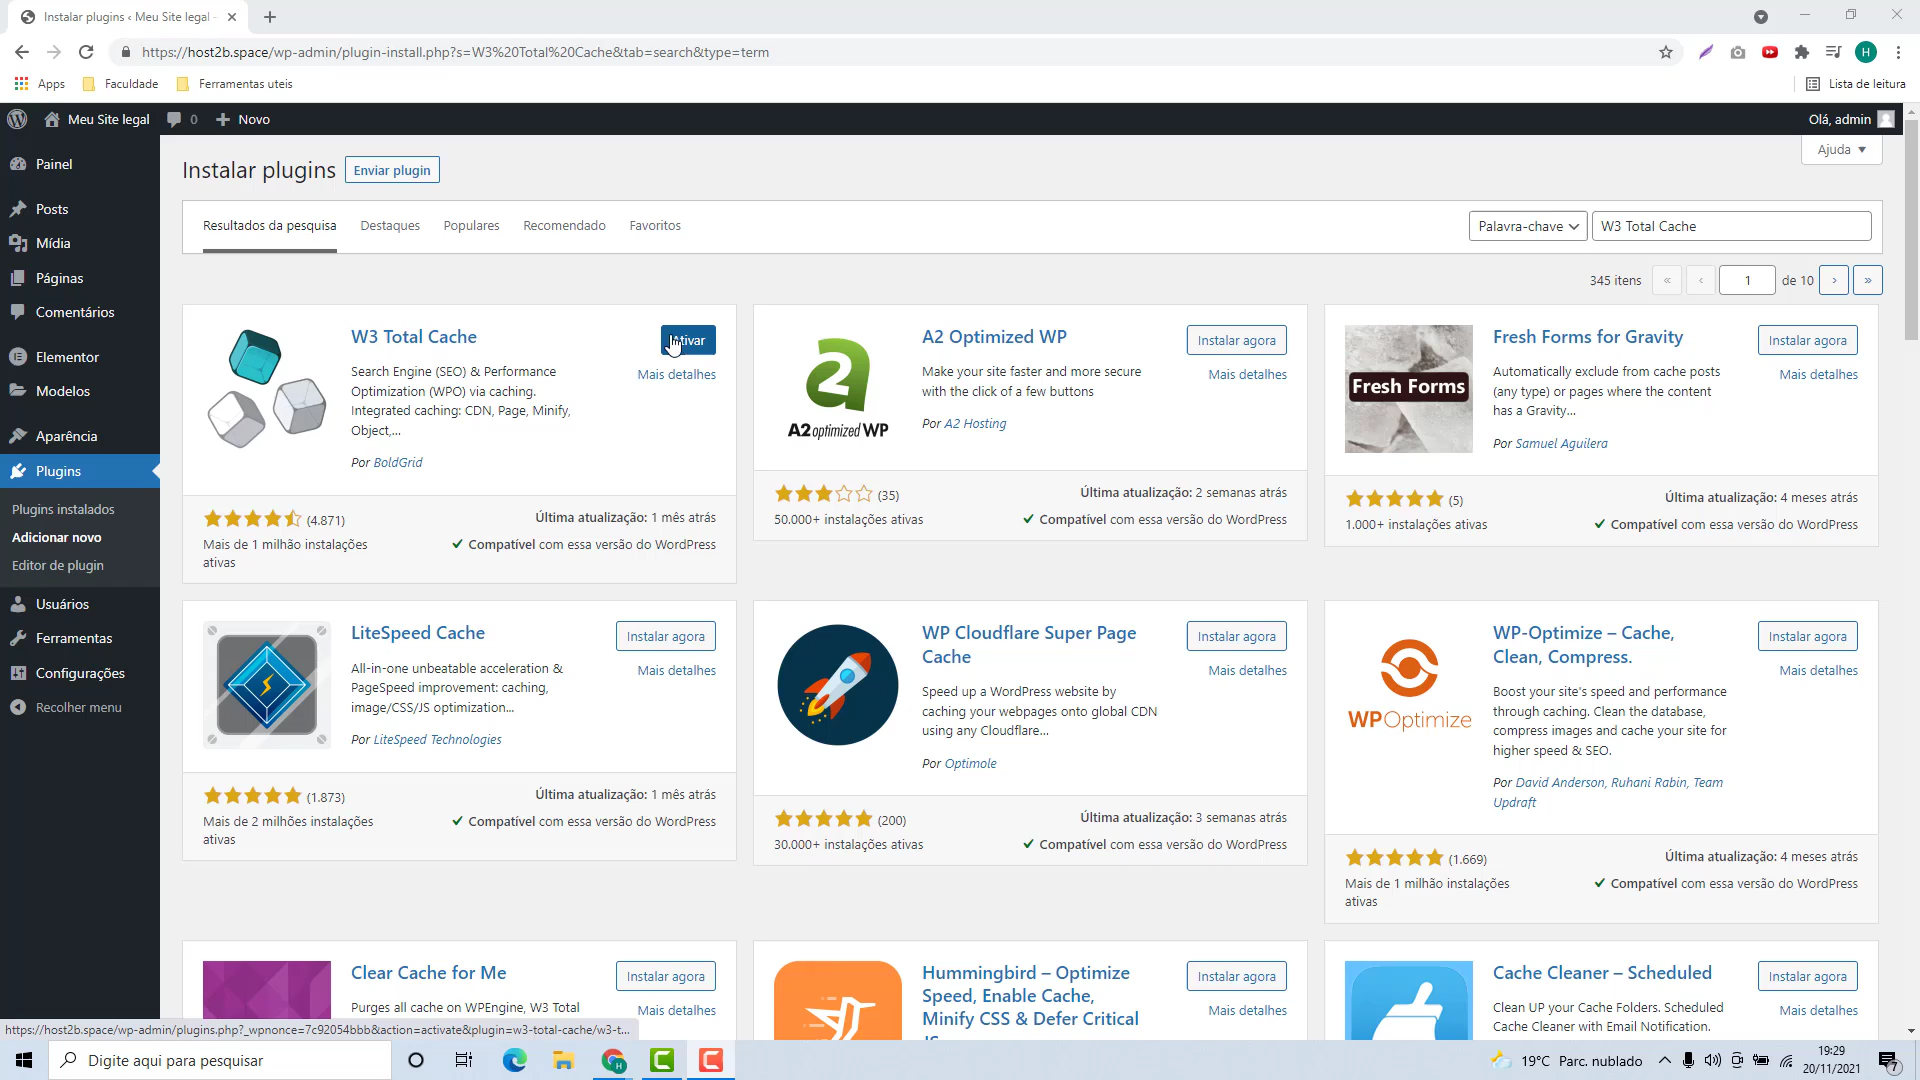 Instalar plugins ‹ Meu Site legal
https://host2b.space/wp-admin/plugin-install.php?s=W3%20Total%20Cache&tab=search&type=term
H
Apps
Faculdade
Ferramentas uteis
Lista de leitura
Meu Site legal
0
Novo
Olá, admin
Painel
Posts
Mídia
Páginas
Comentários
Elementor
Modelos
Aparência
Plugins
Plugins instalados
Adicionar novo
Editor de plugin
Usuários
Ferramentas
Configurações
Recolher menu
Ajuda
Instalar plugins
Enviar plugin
Resultados da pesquisa
Destaques
Populares
Recomendado
Favoritos
Palavra-chave
W3 Total Cache
345 itens
«
‹
1
de 10
›
»
W3 Total Cache
Ativar
Mais detalhes
Search Engine (SEO) & Performance
Optimization (WPO) via caching.
Integrated caching: CDN, Page, Minify,
Object,...
Por BoldGrid
(4.871)
Mais de 1 milhão instalações
ativas
Última atualização: 1 mês atrás
Compatível com essa versão do WordPress
2
A2 optimized WP
A2 Optimized WP
Instalar agora
Mais detalhes
Make your site faster and more secure
with the click of a few buttons
Por A2 Hosting
(35)
50.000+ instalações ativas
Última atualização: 2 semanas atrás
Compatível com essa versão do WordPress
Fresh Forms
Fresh Forms for Gravity
Instalar agora
Mais detalhes
Automatically exclude from cache posts
(any type) or pages where the content
has a Gravity...
Por Samuel Aguilera
(5)
1.000+ instalações ativas
Última atualização: 4 meses atrás
Compatível com essa versão do WordPress
LiteSpeed Cache
Instalar agora
Mais detalhes
All-in-one unbeatable acceleration &
PageSpeed improvement: caching,
image/CSS/JS optimization...
Por LiteSpeed Technologies
(1.873)
Mais de 2 milhões instalações
ativas
Última atualização: 1 mês atrás
Compatível com essa versão do WordPress
WP Cloudflare Super Page
Cache
Instalar agora
Mais detalhes
Speed up a WordPress website by
caching your webpages onto global CDN
using any Cloudflare...
Por Optimole
(200)
30.000+ instalações ativas
Última atualização: 3 semanas atrás
Compatível com essa versão do WordPress
WPOptimize
WP-Optimize – Cache,
Clean, Compress.
Instalar agora
Mais detalhes
Boost your site's speed and performance
through caching. Clean the database,
compress images and cache your site for
higher speed & SEO.
Por David Anderson, Ruhani Rabin, Team
Updraft
(1.669)
Mais de 1 milhão instalações
ativas
Última atualização: 4 meses atrás
Compatível com essa versão do WordPress
Clear Cache for Me
Instalar agora
Mais detalhes
Purges all cache on WPEngine, W3 Total
Hummingbird – Optimize
Speed, Enable Cache,
Minify CSS & Defer Critical
JS
Instalar agora
Mais detalhes
Cache Cleaner – Scheduled
Instalar agora
Mais detalhes
Clean UP your Cache Folders. Scheduled
Cache Cleaner with Email Notification.
https://host2b.space/wp-admin/plugins.php?_wpnonce=7c92054bbb&action=activate&plugin=w3-total-cache/w3-t...
Digite aqui para pesquisar
19°C Parc. nublado
19:29
20/11/2021
7